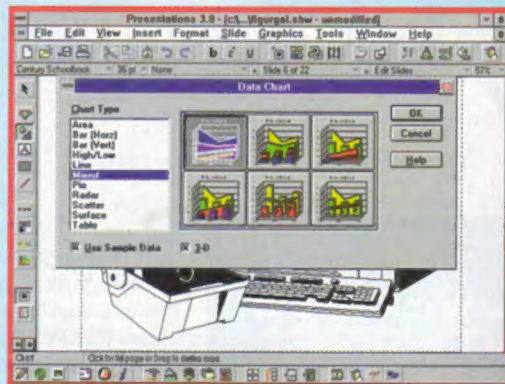 Presentations 3.0 - [c:\...\figurgal.shw - unmodified]
File Edit View Insert Format Slide Graphics Tools Window Help
Century Schoolbook 36 pt None Slide 6 of 22 Edit Slides 57%
Data Chart
Chart Type
Area
Bar (Horz)
Bar (Vert)
High/Low
Line
Mixed
Pie
Radar
Scatter
Surface
Table
OK
Cancel
Help
Use Sample Data 3-D
Chart Click for full page or Drag to define area.